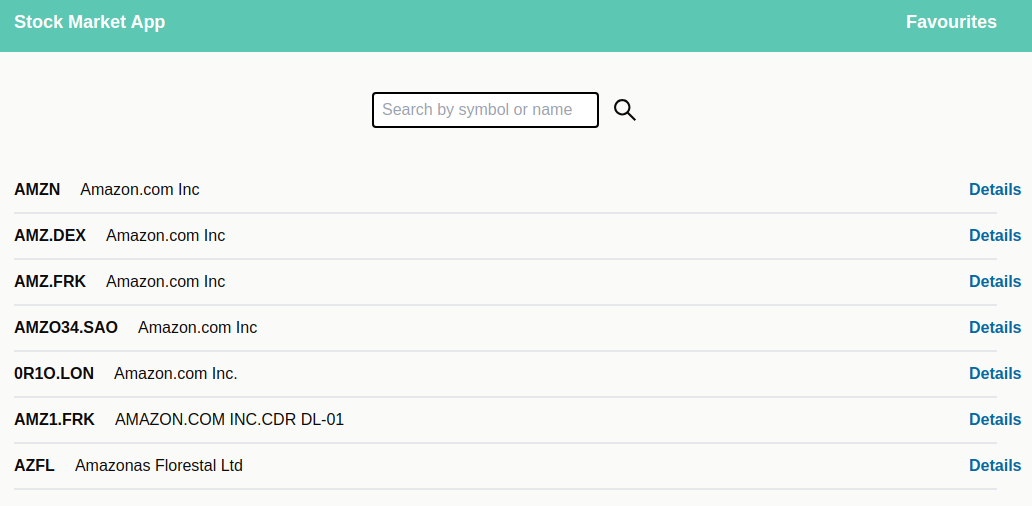 Stock Market App Favourites
Search by symbol or name
AMZN Amazon.com Inc Details
AMZ.DEX Amazon.com Inc Details
AMZ.FRK Amazon.com Inc Details
AMZO34.SAO Amazon.com Inc Details
0R1O.LON Amazon.com Inc. Details
AMZ1.FRK AMAZON.COM INC.CDR DL-01 Details
AZFL Amazonas Florestal Ltd Details